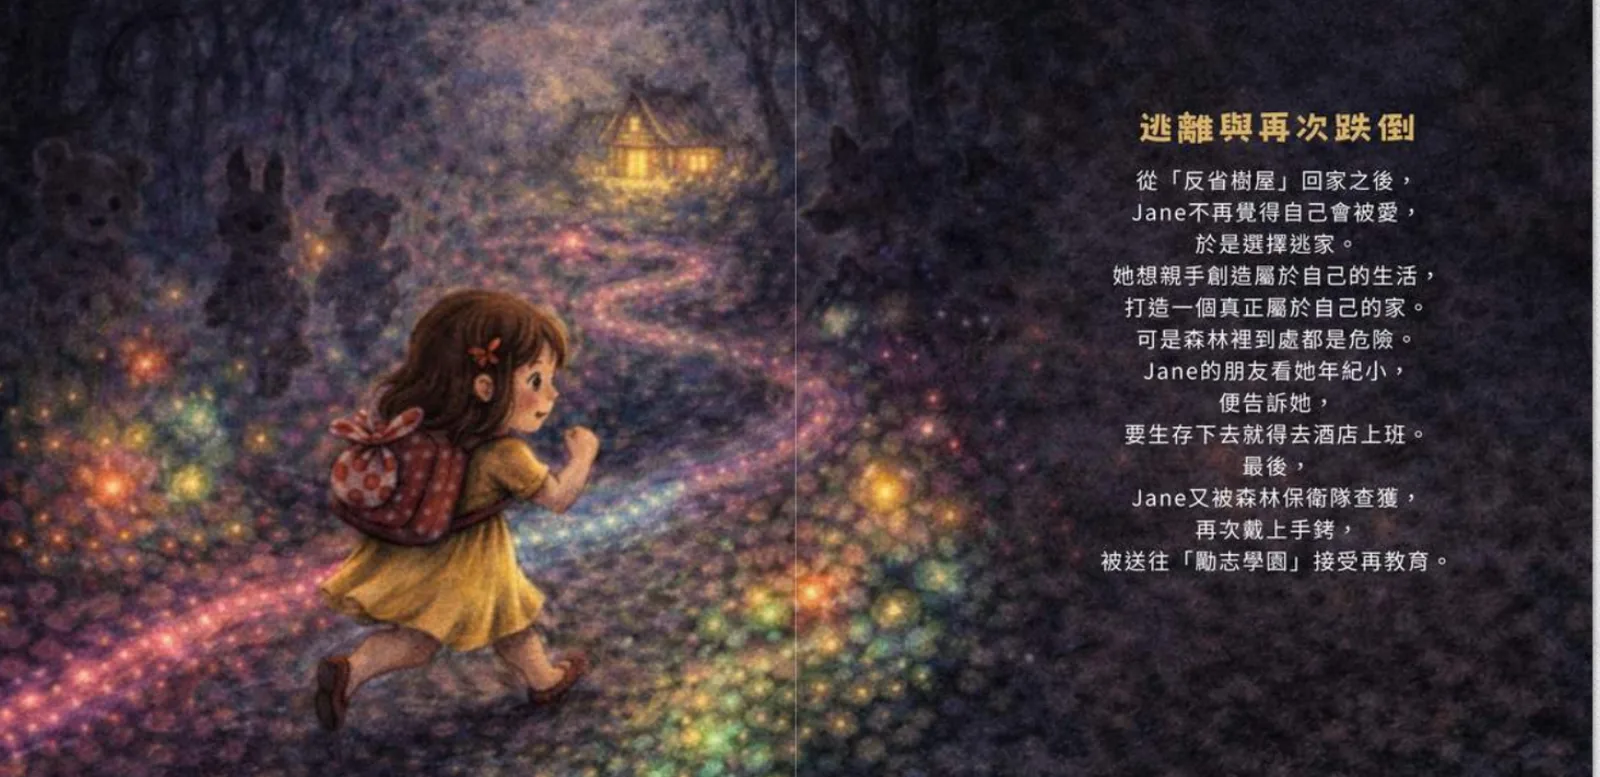 逃離與再次跌倒
從「反省樹屋」回家之後，
Jane不再覺得自己會被愛，
於是選擇逃家。
她想親手創造屬於自己的生活，
打造一個真正屬於自己的家。
可是森林裡到處都是危險。
Jane的朋友看她年紀小，
便告訴她，
要生存下去就得去酒店上班。
最後，
Jane又被森林保衛隊查獲，
再次戴上手銬，
被送往「勵志學園」接受再教育。